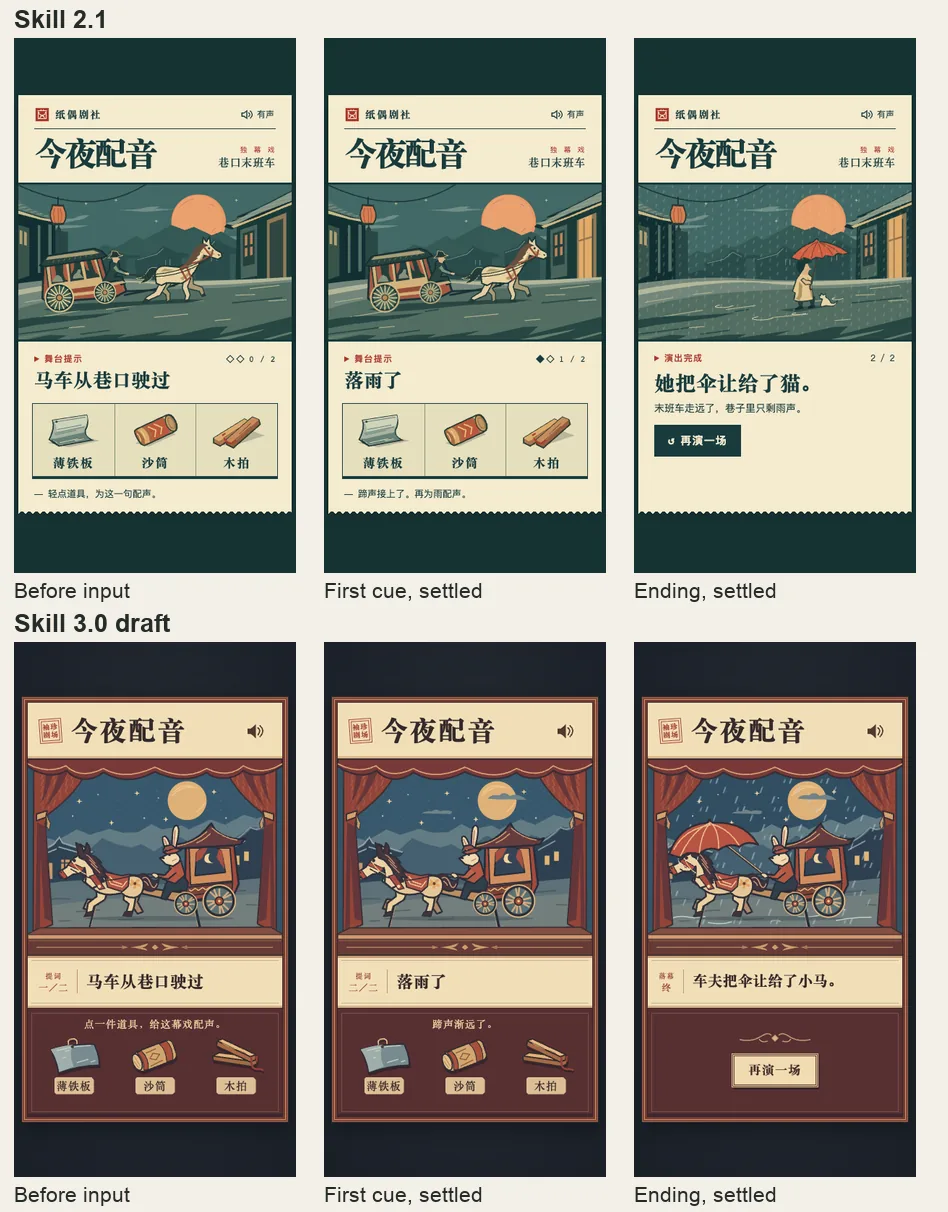 Skill 2.1
纸偶剧社
有声
今夜配音
独幕戏
巷口末班车
舞台提示
0 / 2
马车从巷口驶过
薄铁板
沙筒
木拍
— 轻点道具，为这一句配声。
Before input
纸偶剧社
有声
今夜配音
独幕戏
巷口末班车
舞台提示
1 / 2
落雨了
薄铁板
沙筒
木拍
— 蹄声接上了。再为雨配声。
First cue, settled
纸偶剧社
有声
今夜配音
独幕戏
巷口末班车
演出完成
2 / 2
她把伞让给了猫。
末班车走远了，巷子里只剩雨声。
↺ 再演一场
Ending, settled
Skill 3.0 draft
袖珍剧场
今夜配音
提词
一／二
马车从巷口驶过
点一件道具，给这幕戏配声。
薄铁板
沙筒
木拍
Before input
袖珍剧场
今夜配音
提词
二／二
落雨了
蹄声渐远了。
薄铁板
沙筒
木拍
First cue, settled
袖珍剧场
今夜配音
落幕
终
车夫把伞让给了小马。
再演一场
Ending, settled